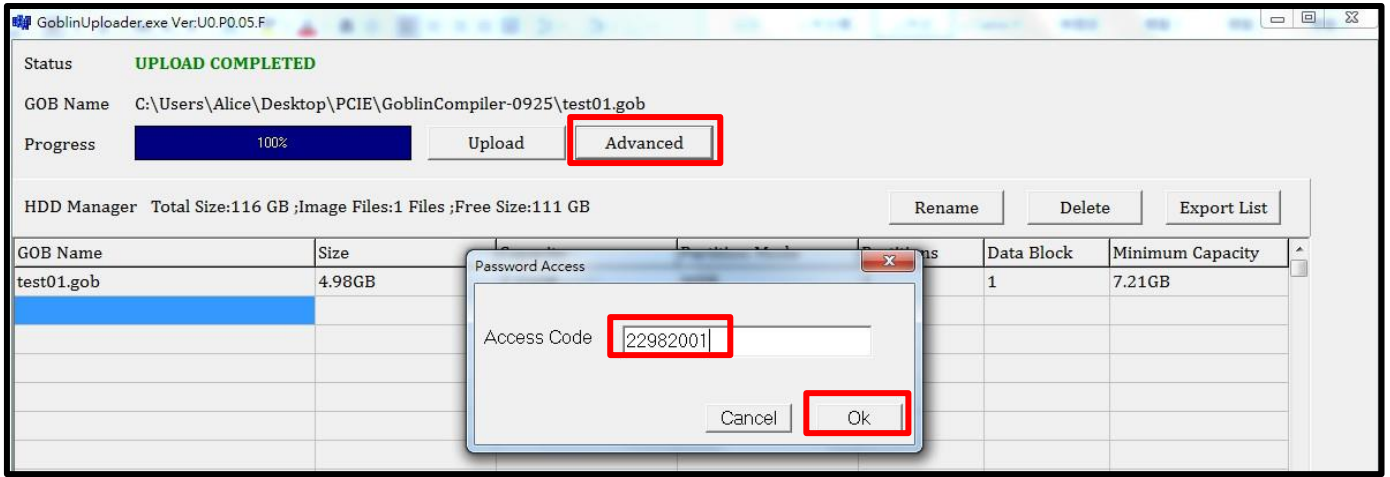 GoblinUploader.exe Ver:U0.P0.05.F
Status UPLOAD COMPLETED
GOB Name C:\Users\Alice\Desktop\PCIE\GoblinCompiler-0925\test01.gob
Progress 100% Upload Advanced
HDD Manager Total Size:116 GB ;Image Files:1 Files ;Free Size:111 GB Rename Delete Export List
GOB Name Size Data Block Minimum Capacity
test01.gob 4.98GB 1 7.21GB
Password Access
Access Code 22982001
Cancel Ok